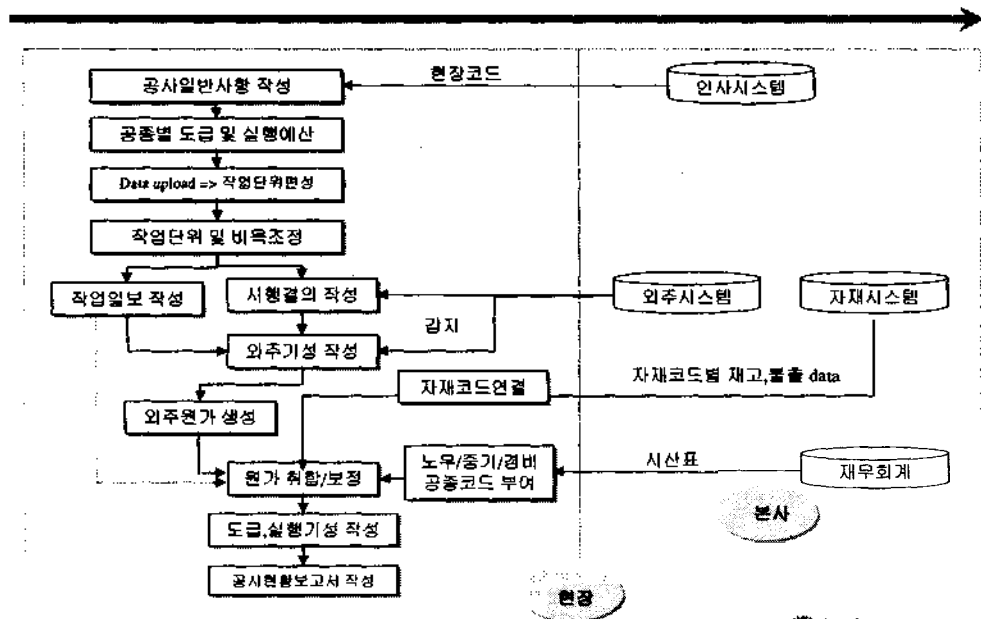 공사일반사항 작성
현장코드
인사시스템
공종별 도급 및 실행예산
Data upload => 작업단위편성
작업단위 및 비목조정
작업일보 작성
시행결의 작성
외주시스템
자재시스템
감지
외주기성 작성
자재코드별 재고,불출 data
자재코드연결
외주원가 생성
노무/중기/경비
공종코드 부여
시산표
재무회계
원가 취합/보정
본사
도급,실행기성 작성
공사현황보고서 작성
현장